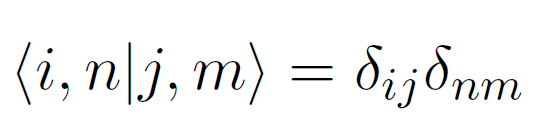 ⟨i, n|j, m⟩ = δ_{ij}δ_{nm}